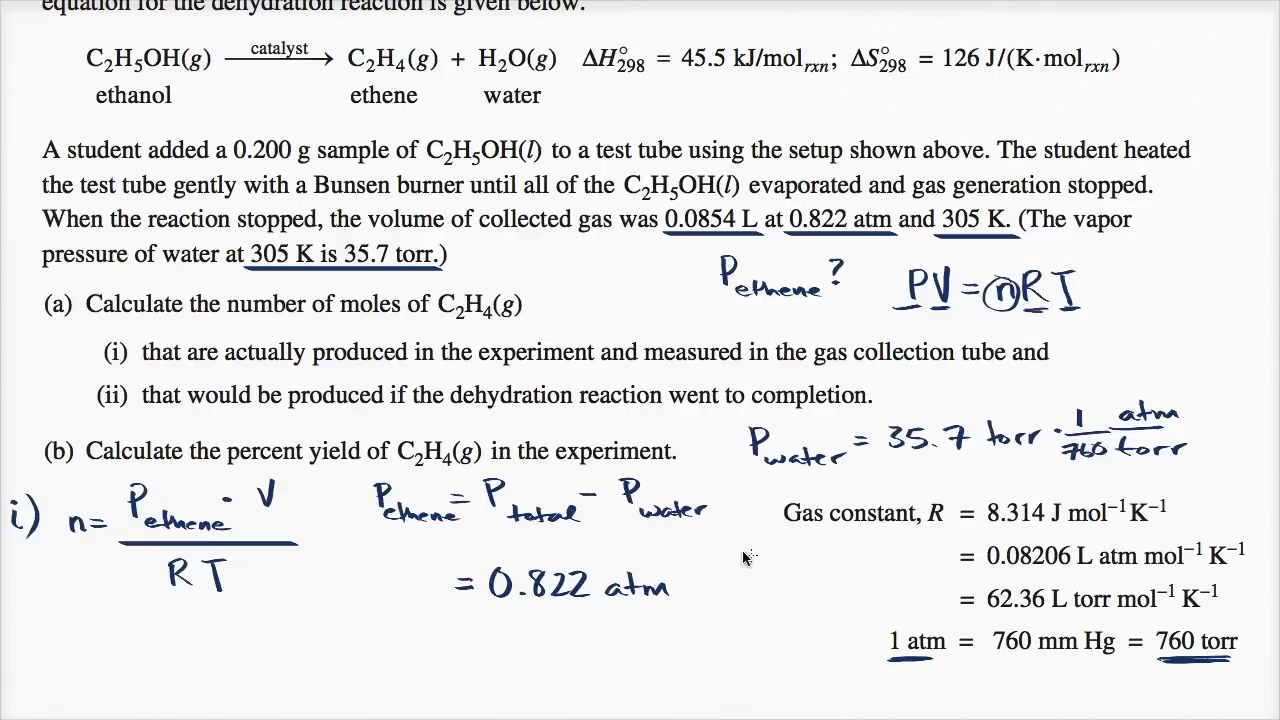 equation for the dehydration reaction is given below.
C₂H₅OH(g) —catalyst→ C₂H₄(g) + H₂O(g) ΔH°₂₉₈ = 45.5 kJ/molᵣₓₙ; ΔS°₂₉₈ = 126 J/(K·molᵣₓₙ)
ethanol ethene water
A student added a 0.200 g sample of C₂H₅OH(l) to a test tube using the setup shown above. The student heated
the test tube gently with a Bunsen burner until all of the C₂H₅OH(l) evaporated and gas generation stopped.
When the reaction stopped, the volume of collected gas was 0.0854 L at 0.822 atm and 305 K. (The vapor
pressure of water at 305 K is 35.7 torr.)
P ethene ? PV = nRT
(a) Calculate the number of moles of C₂H₄(g)
(i) that are actually produced in the experiment and measured in the gas collection tube and
(ii) that would be produced if the dehydration reaction went to completion.
P water = 35.7 torr · 1/760 atm/torr
(b) Calculate the percent yield of C₂H₄(g) in the experiment.
i) n = P ethene · V / RT
P ethene = P total - P water
= 0.822 atm
Gas constant, R = 8.314 J mol⁻¹ K⁻¹
= 0.08206 L atm mol⁻¹ K⁻¹
= 62.36 L torr mol⁻¹ K⁻¹
1 atm = 760 mm Hg = 760 torr